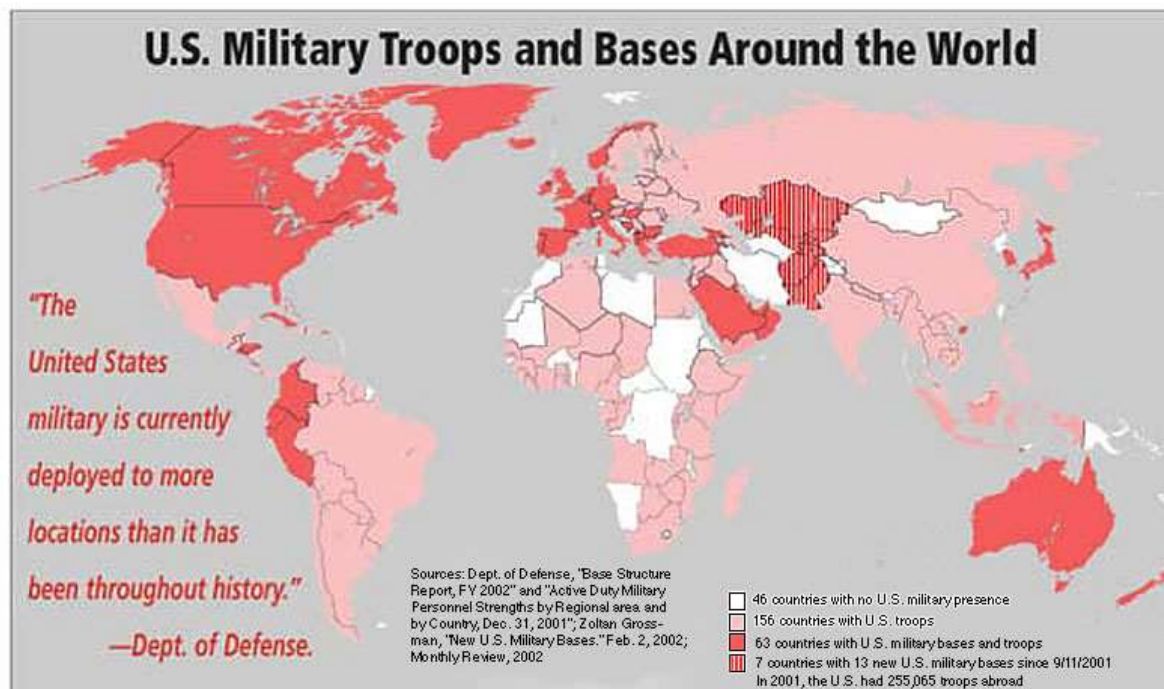 U.S. Military Troops and Bases Around the World
"The
United States
military is currently
deployed to more
locations than it has
been throughout history."
—Dept. of Defense.
Sources: Dept. of Defense, "Base Structure
Report, FY 2002" and "Active Duty Military
Personnel Strengths by Regional area and
by Country, Dec. 31, 2001"; Zoltan Gross-
man, "New U.S. Military Bases." Feb. 2, 2002;
Monthly Review, 2002
46 countries with no U.S. military presence
156 countries with U.S. troops
63 countries with U.S. military bases and troops
7 countries with 13 new U.S. military bases since 9/11/2001
In 2001, the U.S. had 255,065 troops abroad